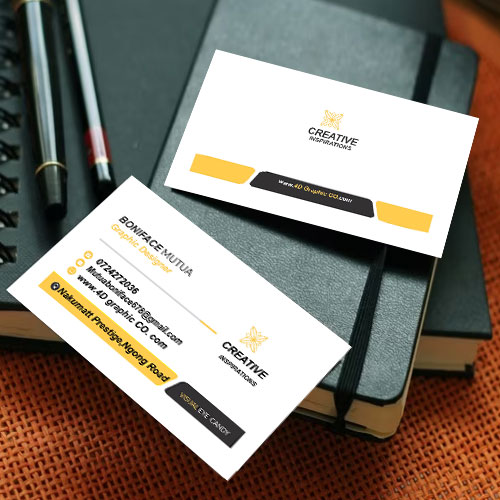 CREATIVE
INSPIRATIONS
www.4D Graphic CO.com
BONIFACE MUTUA
Graphic Designer
0724272036
Mutuaboniface678@gmail.com
www.4D graphic CO. com
Nakumatt Prestige,Ngong Road
CREATIVE
INSPIRATIONS
VISUAL EYE CANDY